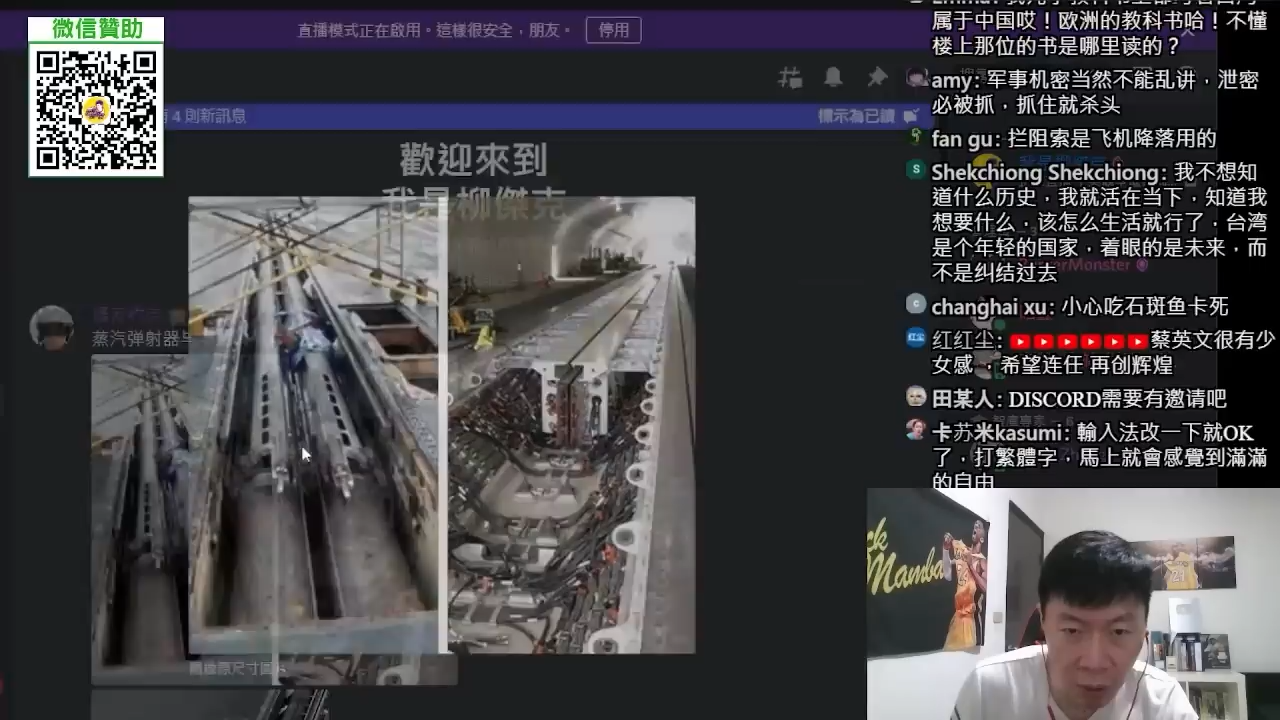 微信贊助
直播模式正在啟用。這樣很安全，朋友。
停用
4 則新訊息
標示為已讀
歡迎來到
我是柳傑克
蒸汽弹射器
属于中国哎！欧洲的教科书哈！不懂
楼上那位的书是哪里读的？
amy: 军事机密当然不能乱讲，泄密
必被抓，抓住就杀头
fan gu: 拦阻索是飞机降落用的
Shekchiong Shekchiong: 我不想知
道什么历史，我就活在当下，知道我
想要什么，该怎么生活就行了，台湾
是个年轻的国家，着眼的是未来，而
不是纠结过去
changhai xu: 小心吃石斑鱼卡死
红红尘: 蔡英文很有少
女感，希望连任 再创辉煌
田某人: DISCORD需要有邀请吧
卡苏米kasumi: 輸入法改一下就OK
了，打繁體字，馬上就會感覺到滿滿
的自由
Mamba